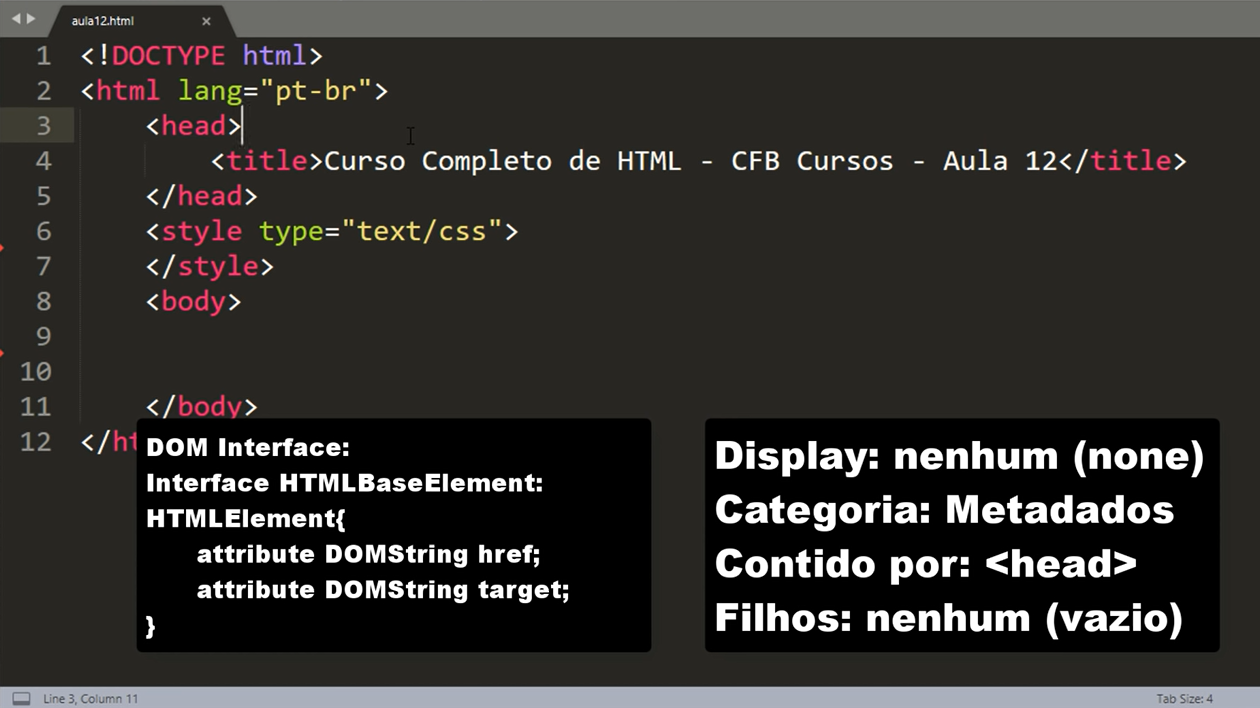 aula12.html
1 <!DOCTYPE html>
2 <html lang="pt-br">
3 <head>
4 <title>Curso Completo de HTML - CFB Cursos - Aula 12</title>
5 </head>
6 <style type="text/css">
7 </style>
8 <body>
9
10
11 </body>
12 </ht
DOM Interface:
Interface HTMLBaseElement:
HTMLElement{
attribute DOMString href;
attribute DOMString target;
}
Display: nenhum (none)
Categoria: Metadados
Contido por: <head>
Filhos: nenhum (vazio)
Line 3, Column 11
Tab Size: 4